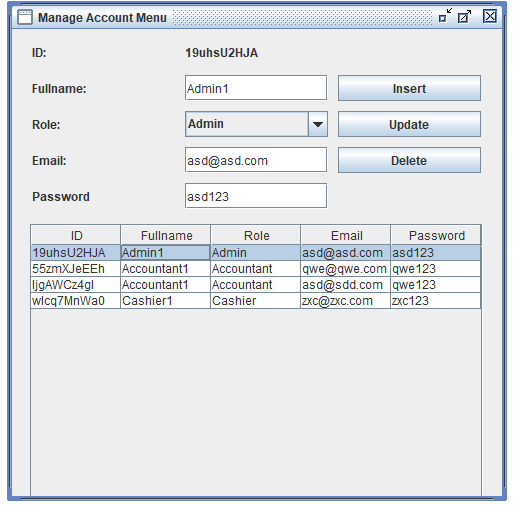 Manage Account Menu
ID: 19uhsU2HJA
Fullname: Admin1 Insert
Role: Admin Update
Email: asd@asd.com Delete
Password asd123
ID Fullname Role Email Password
19uhsU2HJA Admin1 Admin asd@asd.com asd123
55zmXJeEEh Accountant1 Accountant qwe@qwe.com qwe123
Accountant1 Accountant asd@sdd.com qwe123
Cashier1 Cashier zxc@zxc.com zxc123